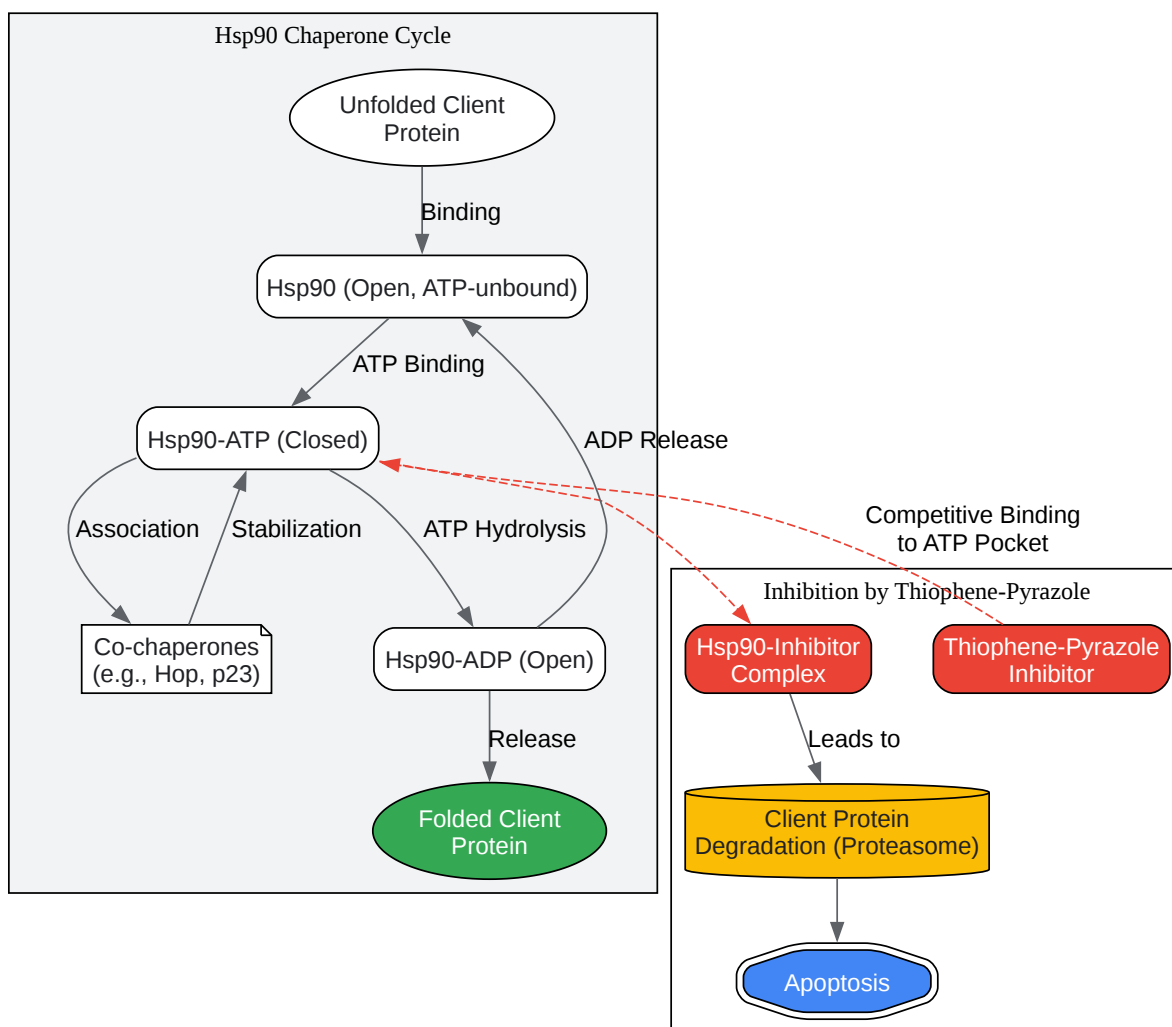 Hsp90 Chaperone Cycle
Unfolded Client
Protein
Binding
Hsp90 (Open, ATP-unbound)
ATP Binding
Hsp90-ATP (Closed)
ADP Release
Association
Stabilization
ATP Hydrolysis
Co-chaperones
(e.g., Hop, p23)
Hsp90-ADP (Open)
Release
Folded Client
Protein
Competitive Binding
to ATP Pocket
Inhibition by Thiophene-Pyrazole
Hsp90-Inhibitor
Complex
Thiophene-Pyrazole
Inhibitor
Leads to
Client Protein
Degradation (Proteasome)
Apoptosis